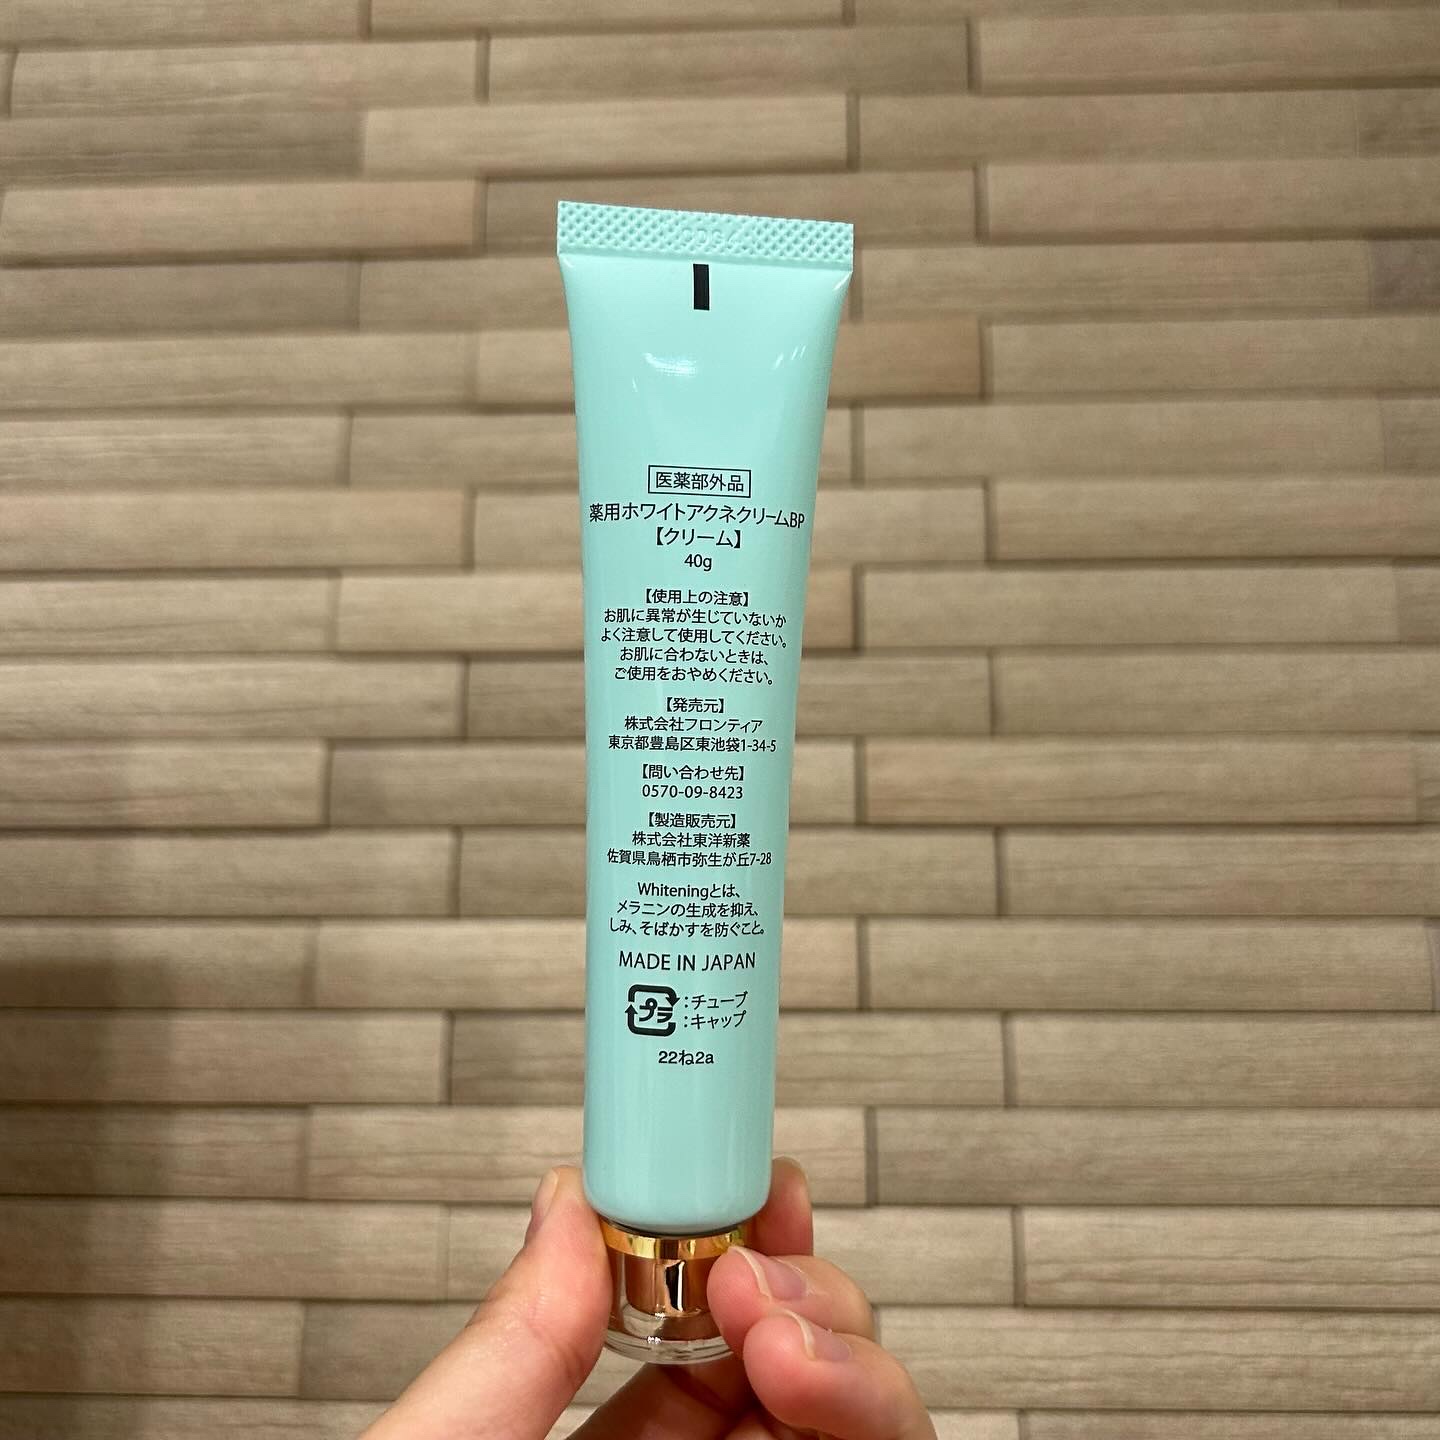 医薬部外品
薬用ホワイトアクネクリームBP
【クリーム】
40g
【使用上の注意】
お肌に異常が生じていないか
よく注意して使用してください。
お肌に合わないときは、
ご使用をおやめください。
【発売元】
株式会社フロンティア
東京都豊島区東池袋1-34-5
【問い合わせ先】
0570-09-8423
【製造販売元】
株式会社東洋新薬
佐賀県鳥栖市弥生が丘7-28
Whiteningとは、
メラニンの生成を抑え、
しみ、そばかすを防ぐこと。
MADE IN JAPAN
プラ :チューブ
:キャップ
22ね2a